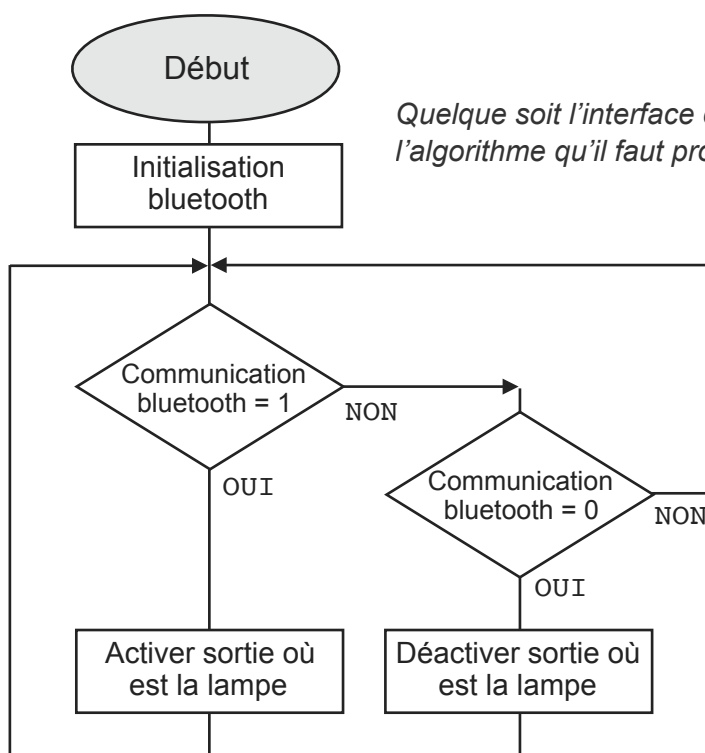 Début
Quelque soit l'interface
l'algorithme qu'il faut
Initialisation
bluetooth
Communication
bluetooth = 1
NON
OUI
Communication
bluetooth = 0
NON
OUI
Activer sortie où
est la lampe
Déactiver sortie où
est la lampe